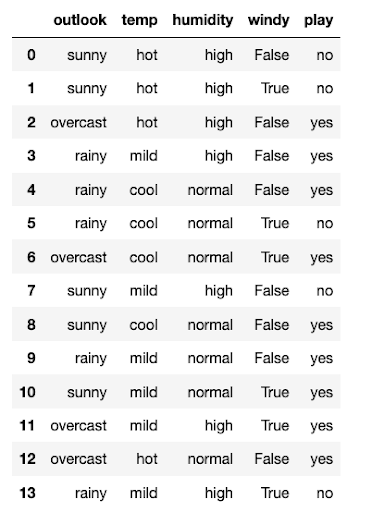 outlook temp humidity windy play
0 sunny hot high False no
1 sunny hot high True no
2 overcast hot high False yes
3 rainy mild high False yes
4 rainy cool normal False yes
5 rainy cool normal True no
6 overcast cool normal True yes
7 sunny mild high False no
8 sunny cool normal False yes
9 rainy mild normal False yes
10 sunny mild normal True yes
11 overcast mild high True yes
12 overcast hot normal False yes
13 rainy mild high True no